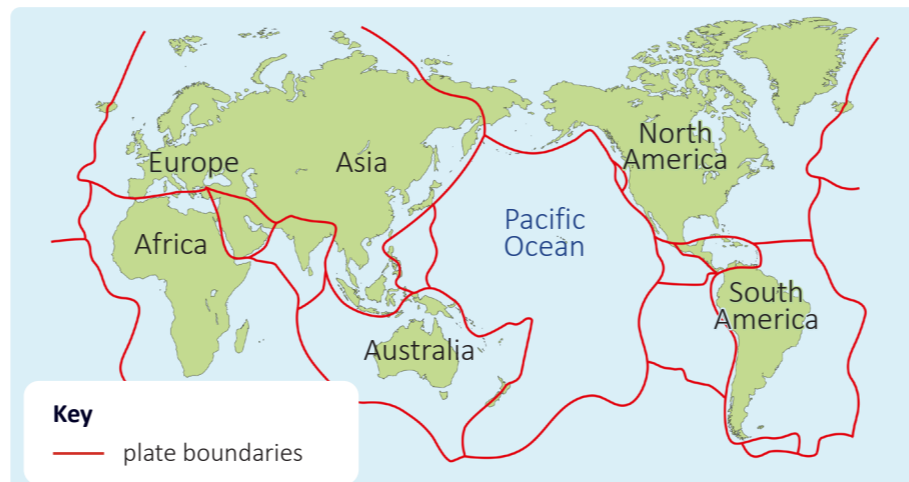 Europe
Asia
North
America
Africa
Pacific
Ocean
South
America
Australia
Key
plate boundaries